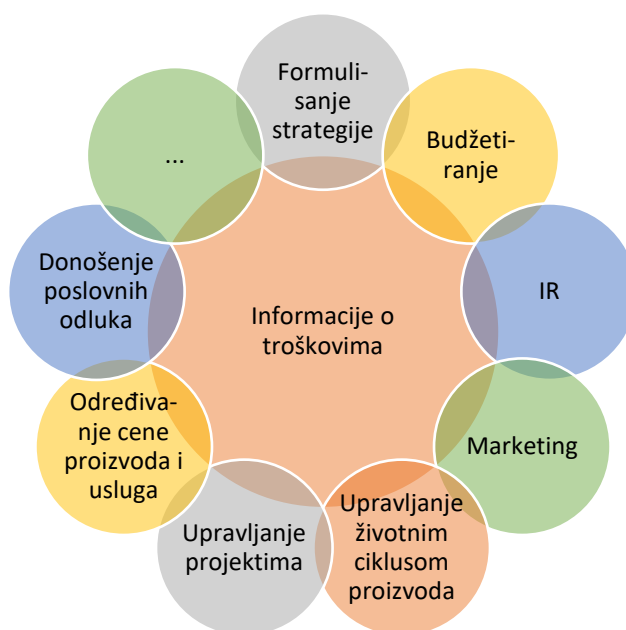 Formuli-
sanje
strategije
Budžeti-
ranje
IR
Marketing
Upravljanje
životnim
ciklusom
proizvoda
Upravljanje
projektima
Određiva-
nje cene
proizvoda i
usluga
Donošenje
poslovnih
odluka
...
Informacije o
troškovima